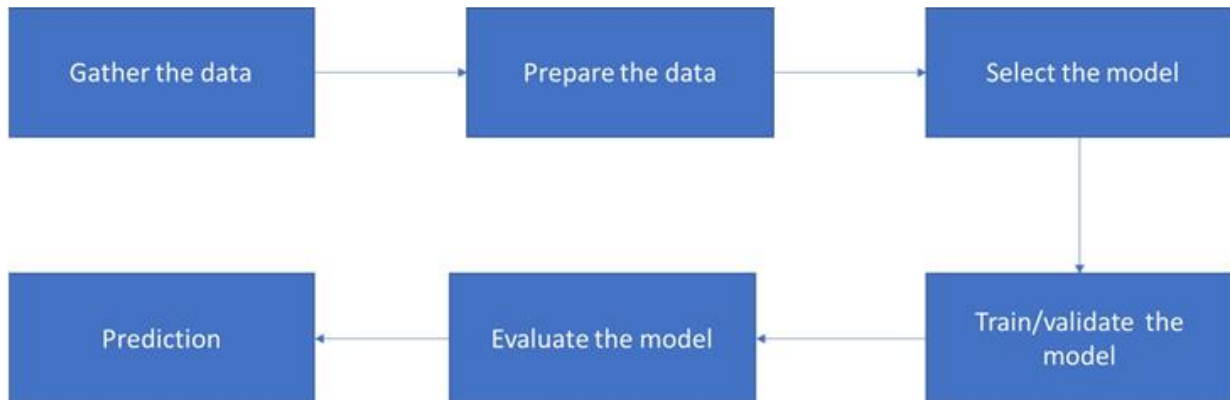 Gather the data
Prepare the data
Select the model
Train/validate the
model
Evaluate the model
Prediction